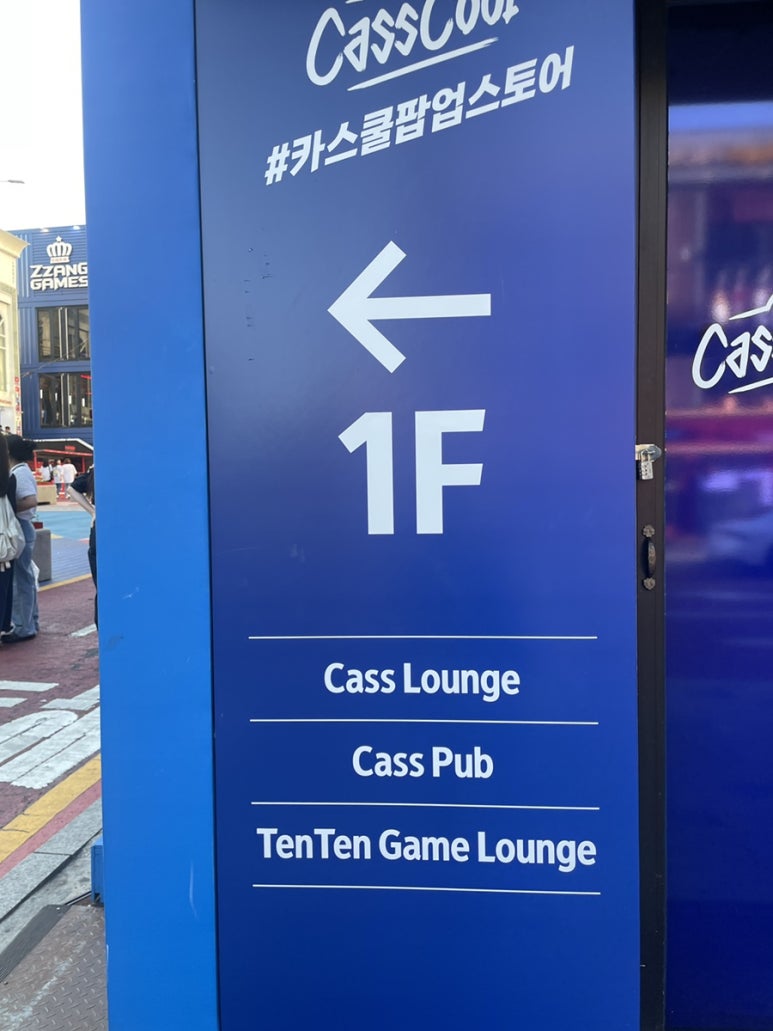 CassCool
#카스쿨팝업스토어
ZZANG
GAMES
1F
Cass
Cass Lounge
Cass Pub
TenTen Game Lounge